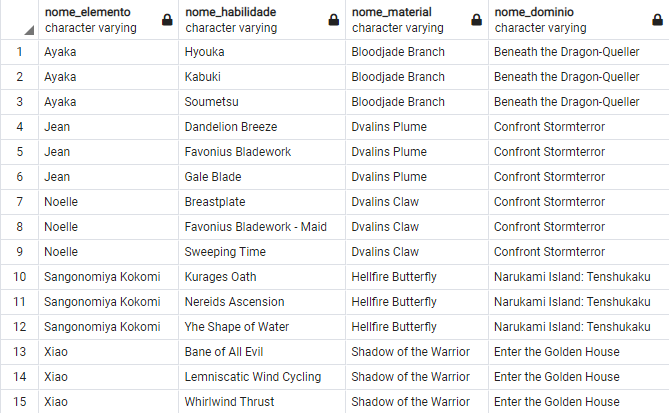 nome_elemento nome_habilidade nome_material nome_dominio
character varying character varying character varying character varying
1 Ayaka Hyouka Bloodjade Branch Beneath the Dragon-Queller
2 Ayaka Kabuki Bloodjade Branch Beneath the Dragon-Queller
3 Ayaka Soumetsu Bloodjade Branch Beneath the Dragon-Queller
4 Jean Dandelion Breeze Dvalins Plume Confront Stormterror
5 Jean Favonius Bladework Dvalins Plume Confront Stormterror
6 Jean Gale Blade Dvalins Plume Confront Stormterror
7 Noelle Breastplate Dvalins Claw Confront Stormterror
8 Noelle Favonius Bladework - Maid Dvalins Claw Confront Stormterror
9 Noelle Sweeping Time Dvalins Claw Confront Stormterror
10 Sangonomiya Kokomi Kurages Oath Hellfire Butterfly Narukami Island: Tenshukaku
11 Sangonomiya Kokomi Nereids Ascension Hellfire Butterfly Narukami Island: Tenshukaku
12 Sangonomiya Kokomi Yhe Shape of Water Hellfire Butterfly Narukami Island: Tenshukaku
13 Xiao Bane of All Evil Shadow of the Warrior Enter the Golden House
14 Xiao Lemniscatic Wind Cycling Shadow of the Warrior Enter the Golden House
15 Xiao Whirlwind Thrust Shadow of the Warrior Enter the Golden House